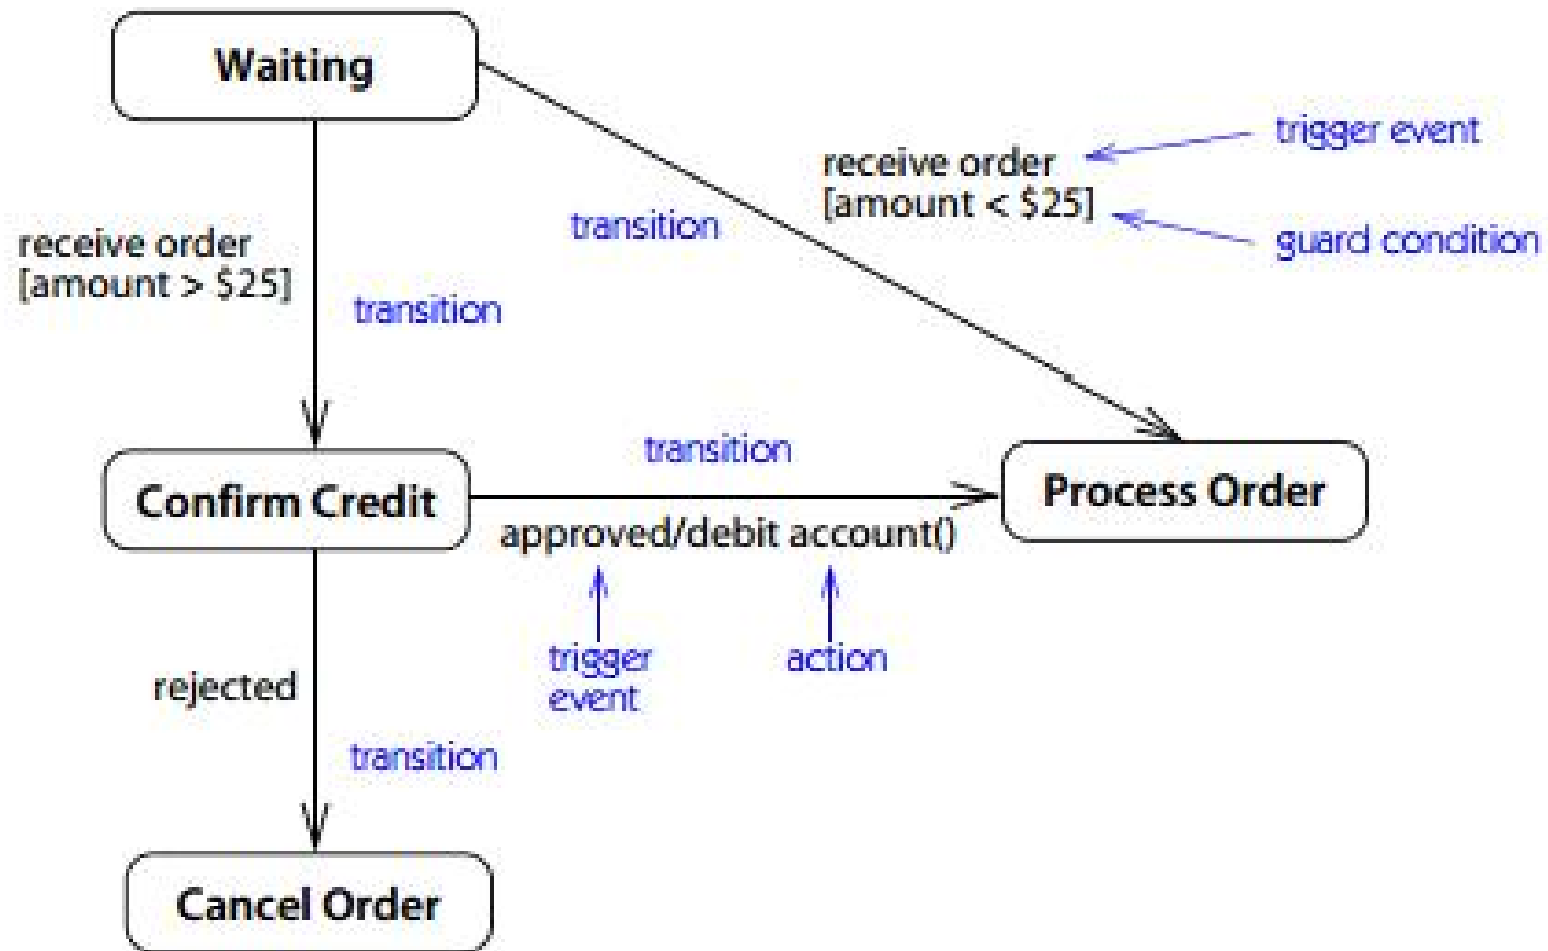 Waiting
trigger event
receive order
[amount < $25]
transition
guard condition
receive order
[amount > $25]
transition
transition
Confirm Credit
Process Order
approved/debit account()
trigger
event
action
rejected
transition
Cancel Order